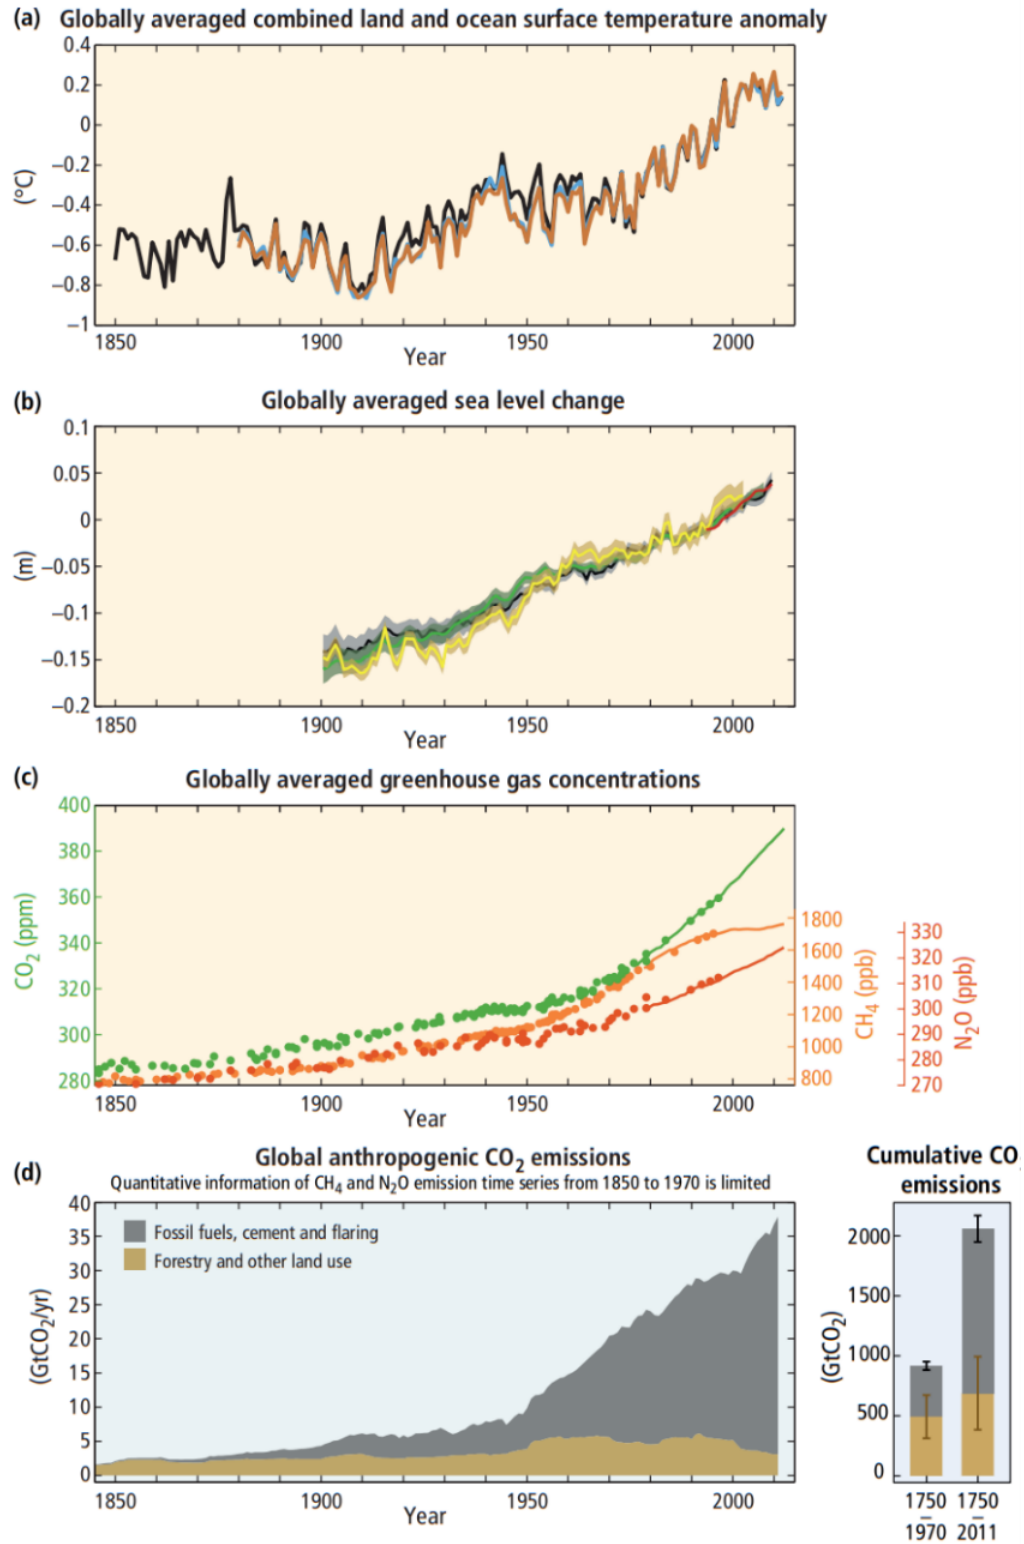 (a) Globally averaged combined land and ocean surface temperature anomaly
0.4
0.2
0
−0.2
−0.4
−0.6
−0.8
−1
(°C)
1850 1900 1950 2000
Year
(b) Globally averaged sea level change
0.1
0.05
0
−0.05
−0.1
−0.15
−0.2
(m)
1850 1900 1950 2000
Year
(c) Globally averaged greenhouse gas concentrations
400
380
360
340
320
300
280
CO2 (ppm)
1800
1600
1400
1200
1000
800
CH4 (ppb)
330
320
310
300
290
280
270
N2O (ppb)
1850 1900 1950 2000
Year
(d) Global anthropogenic CO2 emissions
Quantitative information of CH4 and N2O emission time series from 1850 to 1970 is limited
40
35
30
25
20
15
10
5
0
(GtCO2/yr)
Fossil fuels, cement and flaring
Forestry and other land use
1850 1900 1950 2000
Year
Cumulative CO
emissions
2000
1500
1000
500
0
(GtCO2)
1750 1750
– –
1970 2011